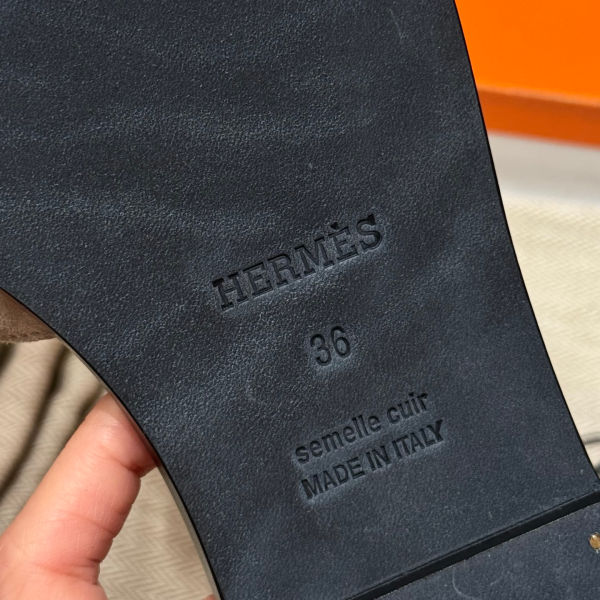 HERMÈS
36
semelle cuir
MADE IN ITALY